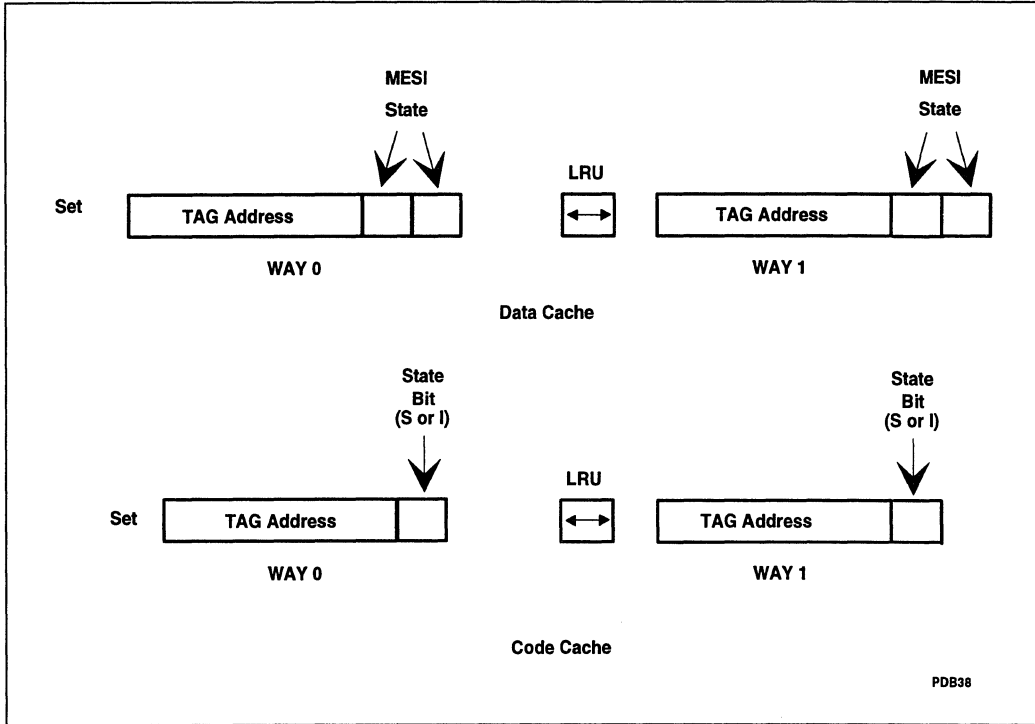 MESI
State
MESI
State
LRU
Set
TAG Address
TAG Address
WAY 0
WAY 1
Data Cache
State
Bit
(S or I)
State
Bit
(S or I)
LRU
Set
TAG Address
TAG Address
WAY 0
WAY 1
Code Cache
PDB38